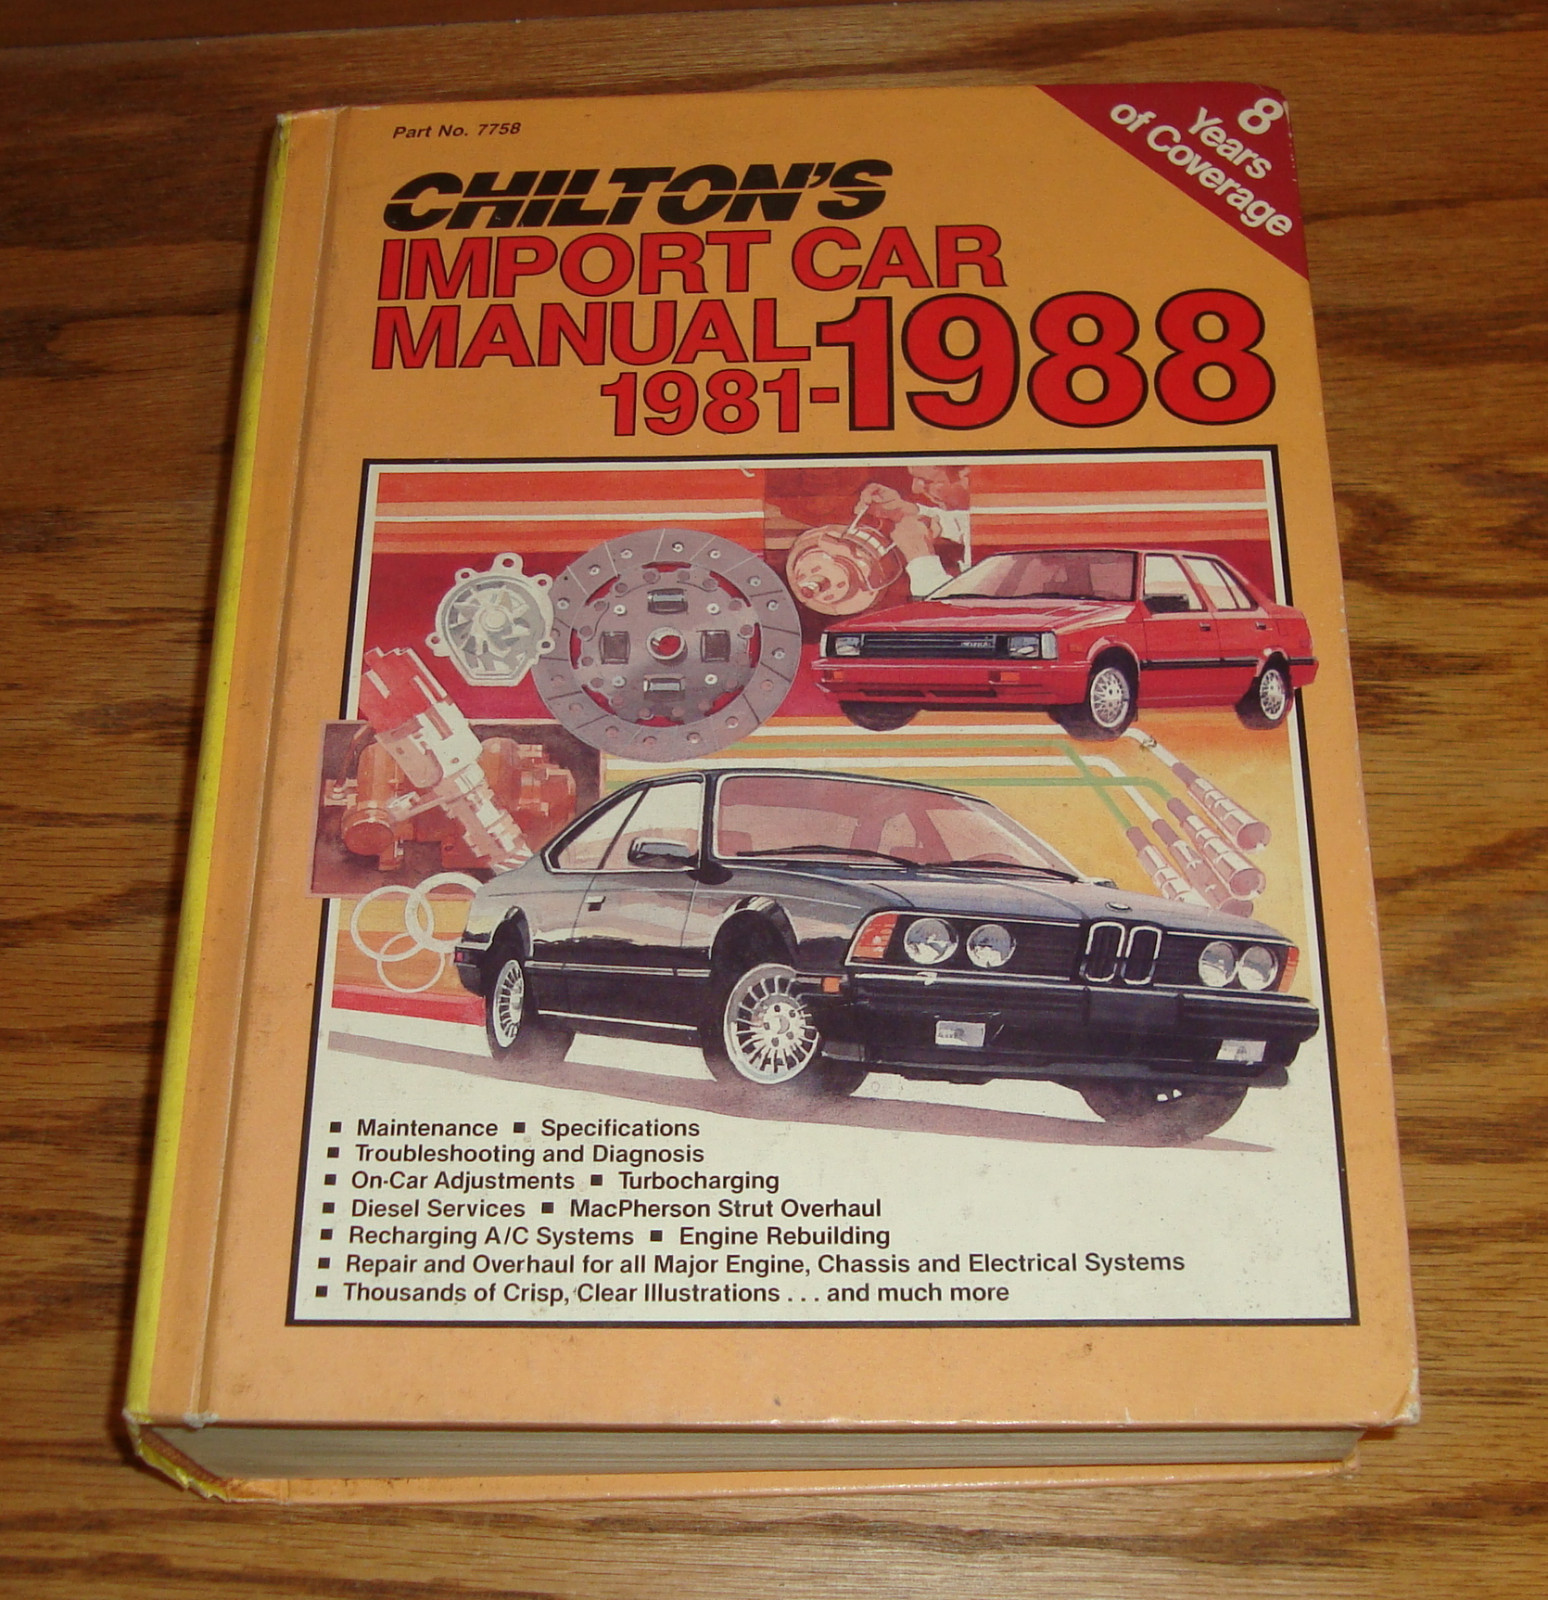 Part No. 7758
8
Years
of Coverage
CHILTON'S
IMPORT CAR
MANUAL
1981-1988
■ Maintenance ■ Specifications
■ Troubleshooting and Diagnosis
■ On-Car Adjustments ■ Turbocharging
■ Diesel Services ■ MacPherson Strut Overhaul
■ Recharging A/C Systems ■ Engine Rebuilding
■ Repair and Overhaul for all Major Engine, Chassis and Electrical Systems
■ Thousands of Crisp, Clear Illustrations . . . and much more